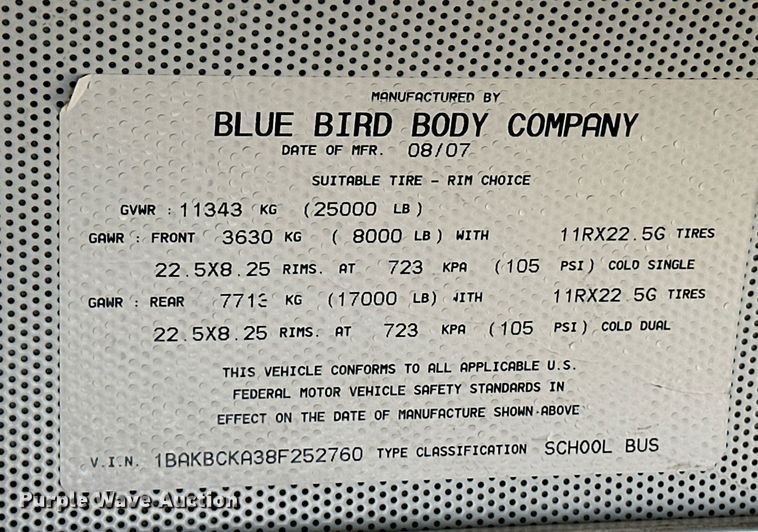 MANUFACTURED BY
BLUE BIRD BODY COMPANY
DATE OF MFR. 08/07
SUITABLE TIRE - RIM CHOICE
GVWR : 11343 KG (25000 LB)
GAWR : FRONT 3630 KG ( 8000 LB) WITH 11RX22.5G TIRES
22.5X8.25 RIMS. AT 723 KPA (105 PSI) COLD SINGLE
GAWR : REAR 7713 KG (17000 LB) WITH 11RX22.5G TIRES
22.5X8.25 RIMS. AT 723 KPA (105 PSI) COLD DUAL
THIS VEHICLE CONFORMS TO ALL APPLICABLE U.S.
FEDERAL MOTOR VEHICLE SAFETY STANDARDS IN
EFFECT ON THE DATE OF MANUFACTURE SHOWN ABOVE
V.I.N. 1BAKBCKA38F252760 TYPE CLASSIFICATION SCHOOL BUS
Purple Wave Auction